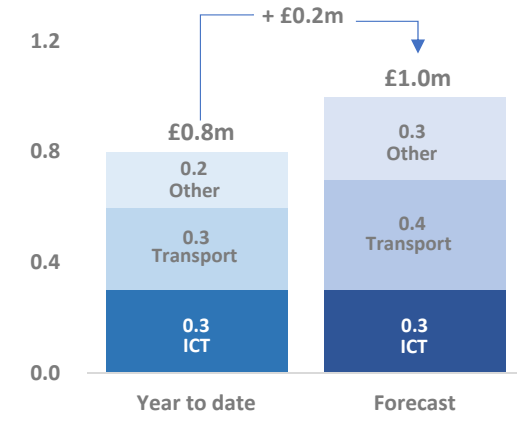 + £0.2m
1.2
£1.0m
£0.8m
0.8
0.2
Other
0.3
Other
0.3
Transport
0.4
Transport
0.4
0.3
ICT
0.3
ICT
0.0
Year to date
Forecast